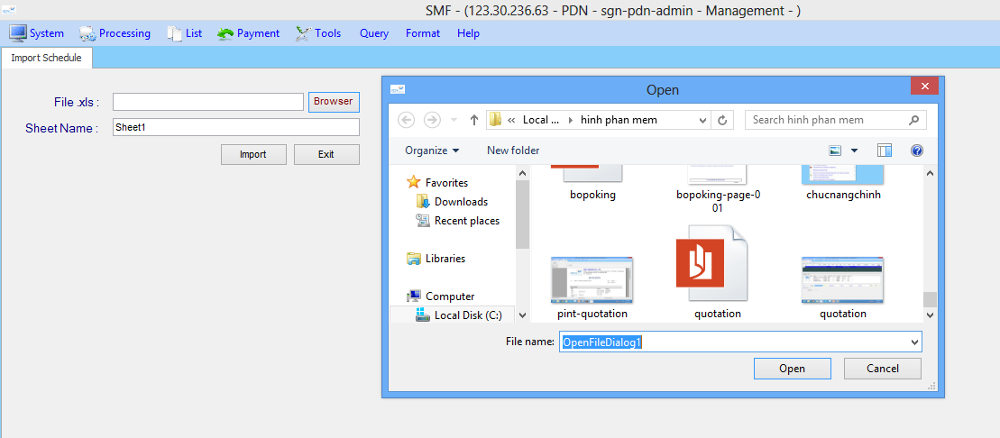 SMF - (123.30.236.63 - PDN - sgn-pdn-admin - Management - )
System Processing List Payment Tools Query Format Help
Import Schedule
File .xls :
Browser
Sheet Name :
Sheet1
Import
Exit
Open
« Local ... hinh phan mem
Search hinh phan mem
Organize
New folder
Favorites
Downloads
Recent places
Libraries
Computer
Local Disk (C:)
bopoking
bopoking-page-0
01
chucnangchinh
pint-quotation
quotation
quotation
File name:
OpenFileDialog1
Open
Cancel